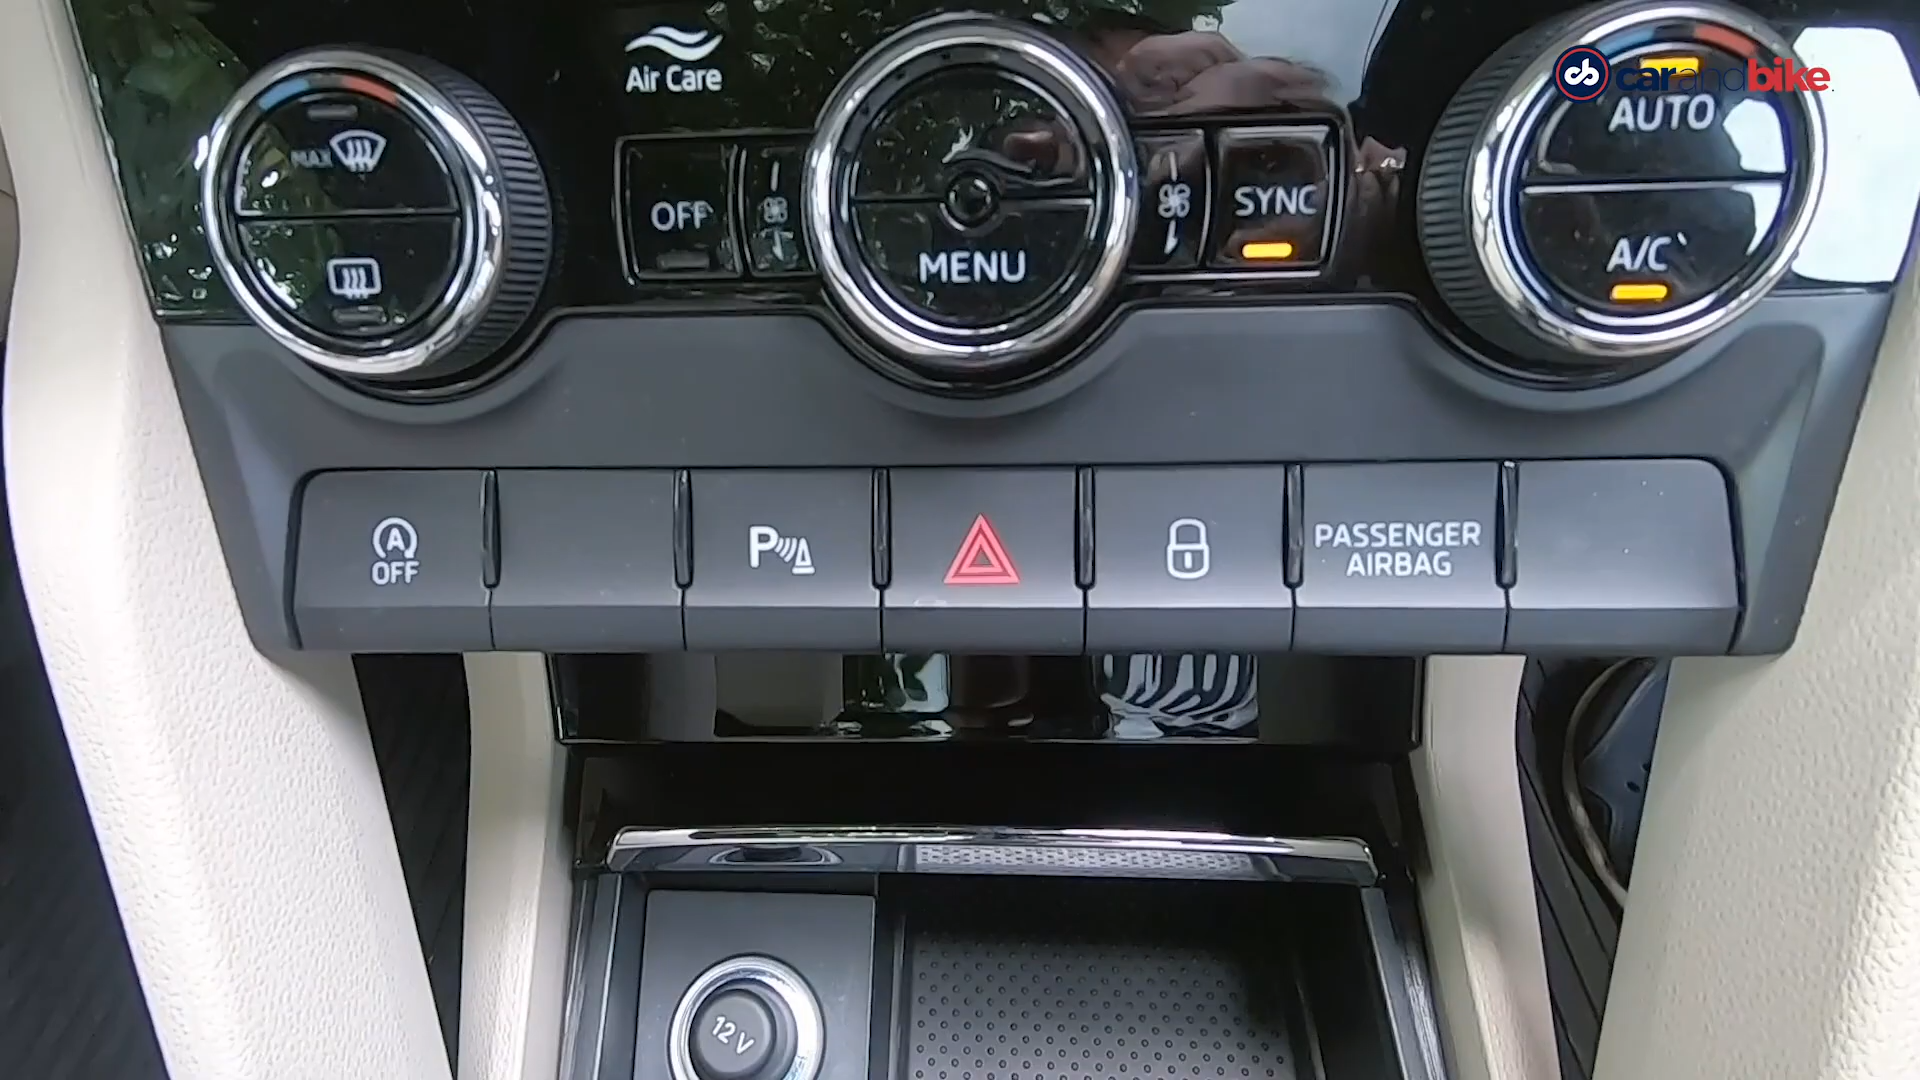 Air Care
carandbike
MAX
AUTO
OFF
SYNC
MENU
A/C
A
OFF
P
PASSENGER
AIRBAG
12 V